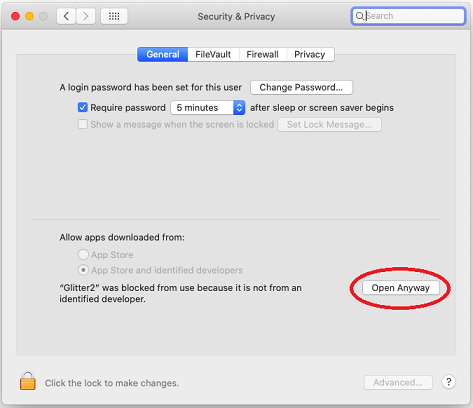 Security & Privacy
Search
General FileVault Firewall Privacy
A login password has been set for this user Change Password...
Require password 5 minutes after sleep or screen saver begins
Show a message when the screen is locked Set Lock Message...
Allow apps downloaded from:
App Store
App Store and identified developers
“Glitter2” was blocked from use because it is not from an Open Anyway
identified developer.
Click the lock to make changes. Advanced... ?